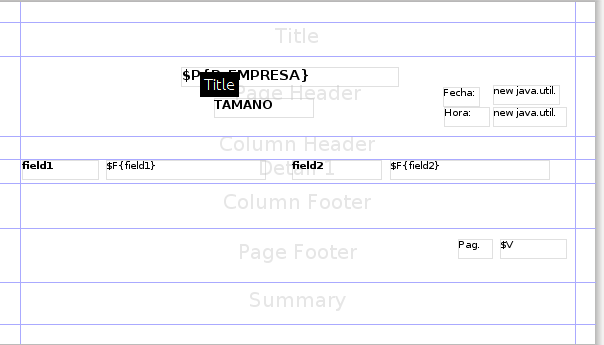 Title
$P{P_EMPRESA}
Title
Page Header
Fecha: new java.util.
TAMANO
Hora: new java.util.
Column Header
field1 $F{field1} field2 $F{field2}
Detail 1
Column Footer
Page Footer
Pag. $V
Summary